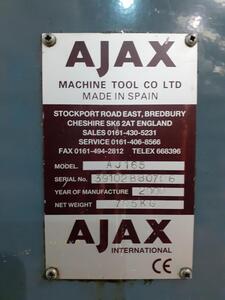 AJAX
MACHINE TOOL CO LTD
MADE IN SPAIN
STOCKPORT ROAD EAST, BREDBURY
CHESHIRE SK6 2AT ENGLAND
SALES 0161-430-5231
SERVICE 0161-406-8566
FAX 0161-494-2812 TELEX 668396
MODEL. AJ165
SERIAL No.
YEAR OF MANUFACTURE
NET WEIGHT
AJAX
INTERNATIONAL
CE